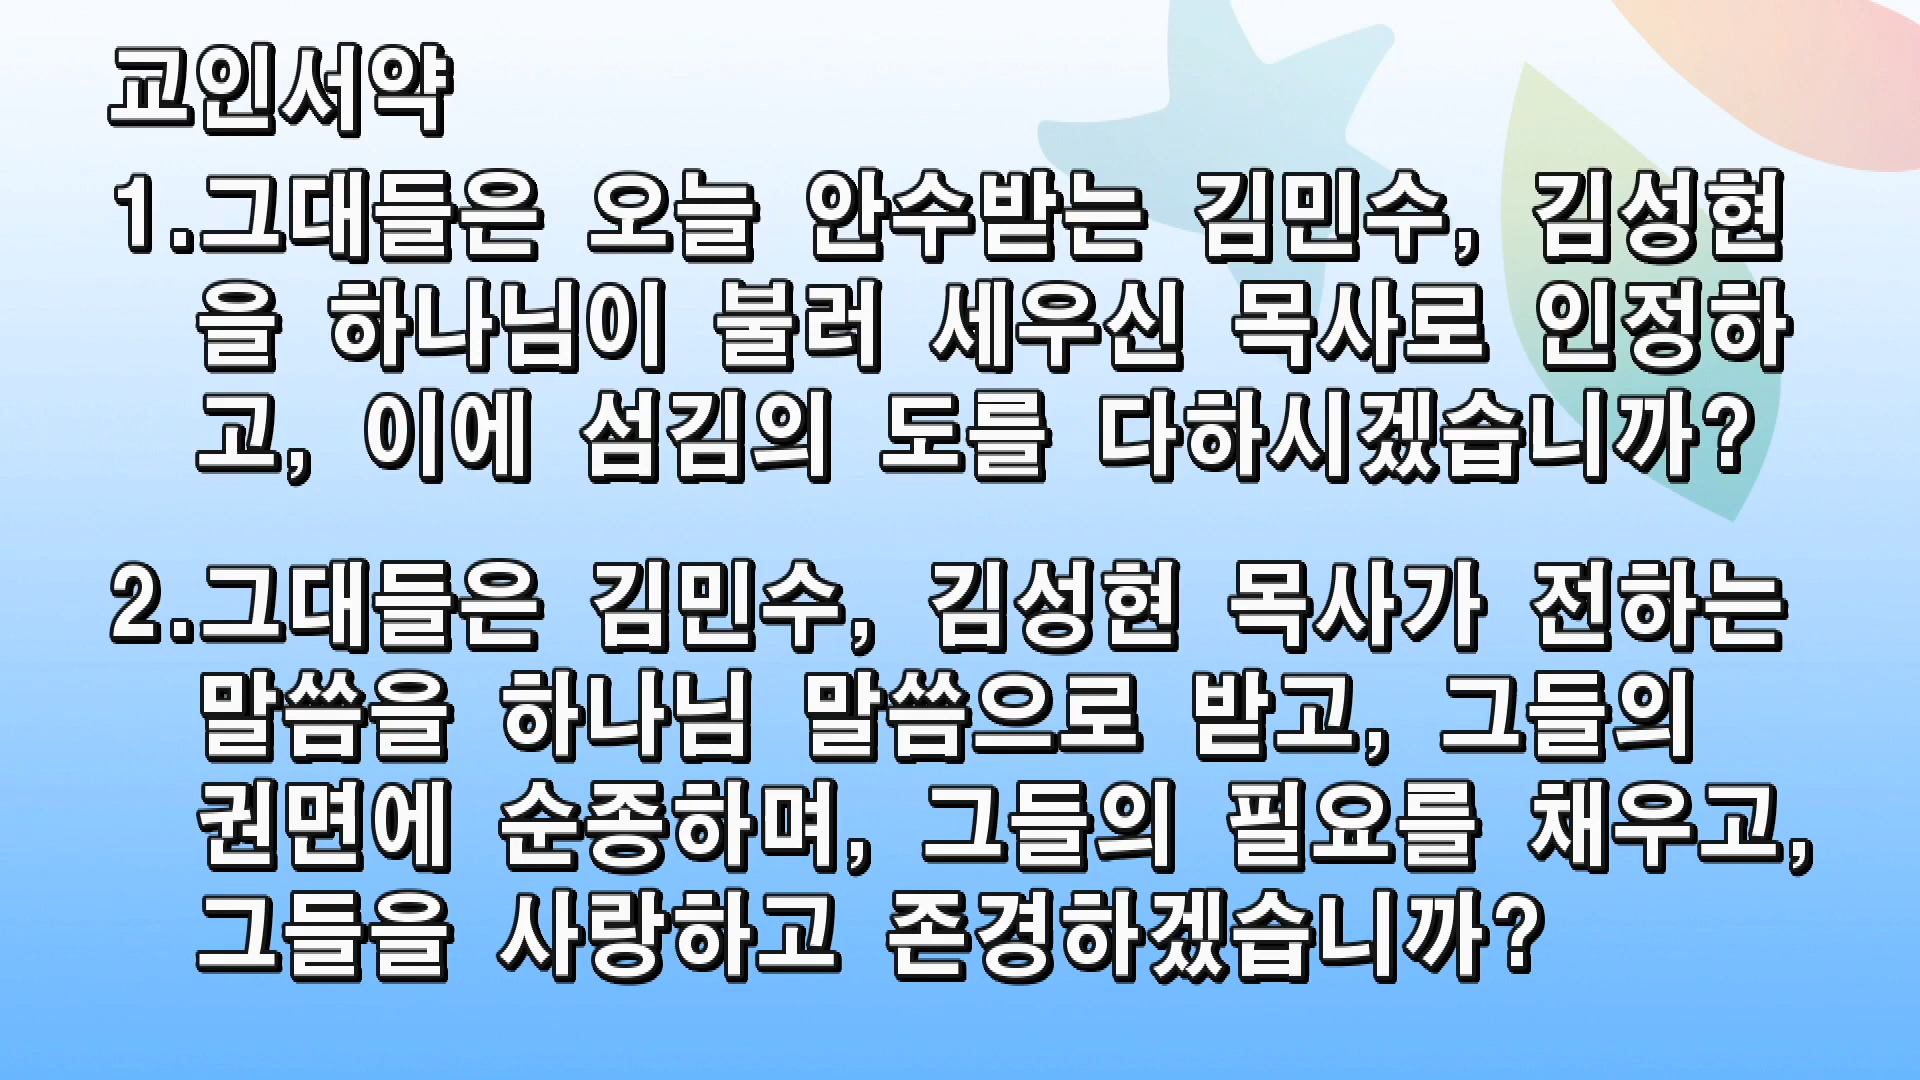 교인서약
1.그대들은 오늘 안수받는 김민수, 김성현
을 하나님이 불러 세우신 목사로 인정하
고, 이에 섬김의 도를 다하시겠습니까?
2.그대들은 김민수, 김성현 목사가 전하는
말씀을 하나님 말씀으로 받고, 그들의
권면에 순종하며, 그들의 필요를 채우고,
그들을 사랑하고 존경하겠습니까?